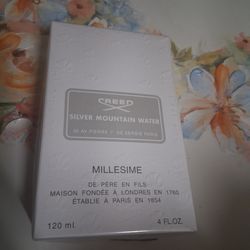 CREED
SILVER MOUNTAIN WATER
MILLESIME
DE PÈRE EN FILS
MAISON FONDÉE À LONDRES EN 1760
ÉTABLIE À PARIS EN 1854
120 ml.
4 FL.OZ.